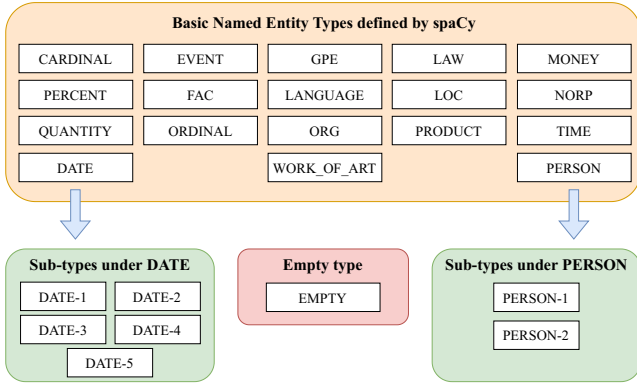 Basic Named Entity Types defined by spaCy
CARDINAL EVENT GPE LAW MONEY
PERCENT FAC LANGUAGE LOC NORP
QUANTITY ORDINAL ORG PRODUCT TIME
DATE WORK_OF_ART PERSON
Sub-types under DATE
DATE-1 DATE-2
DATE-3 DATE-4
DATE-5
Empty type
EMPTY
Sub-types under PERSON
PERSON-1
PERSON-2